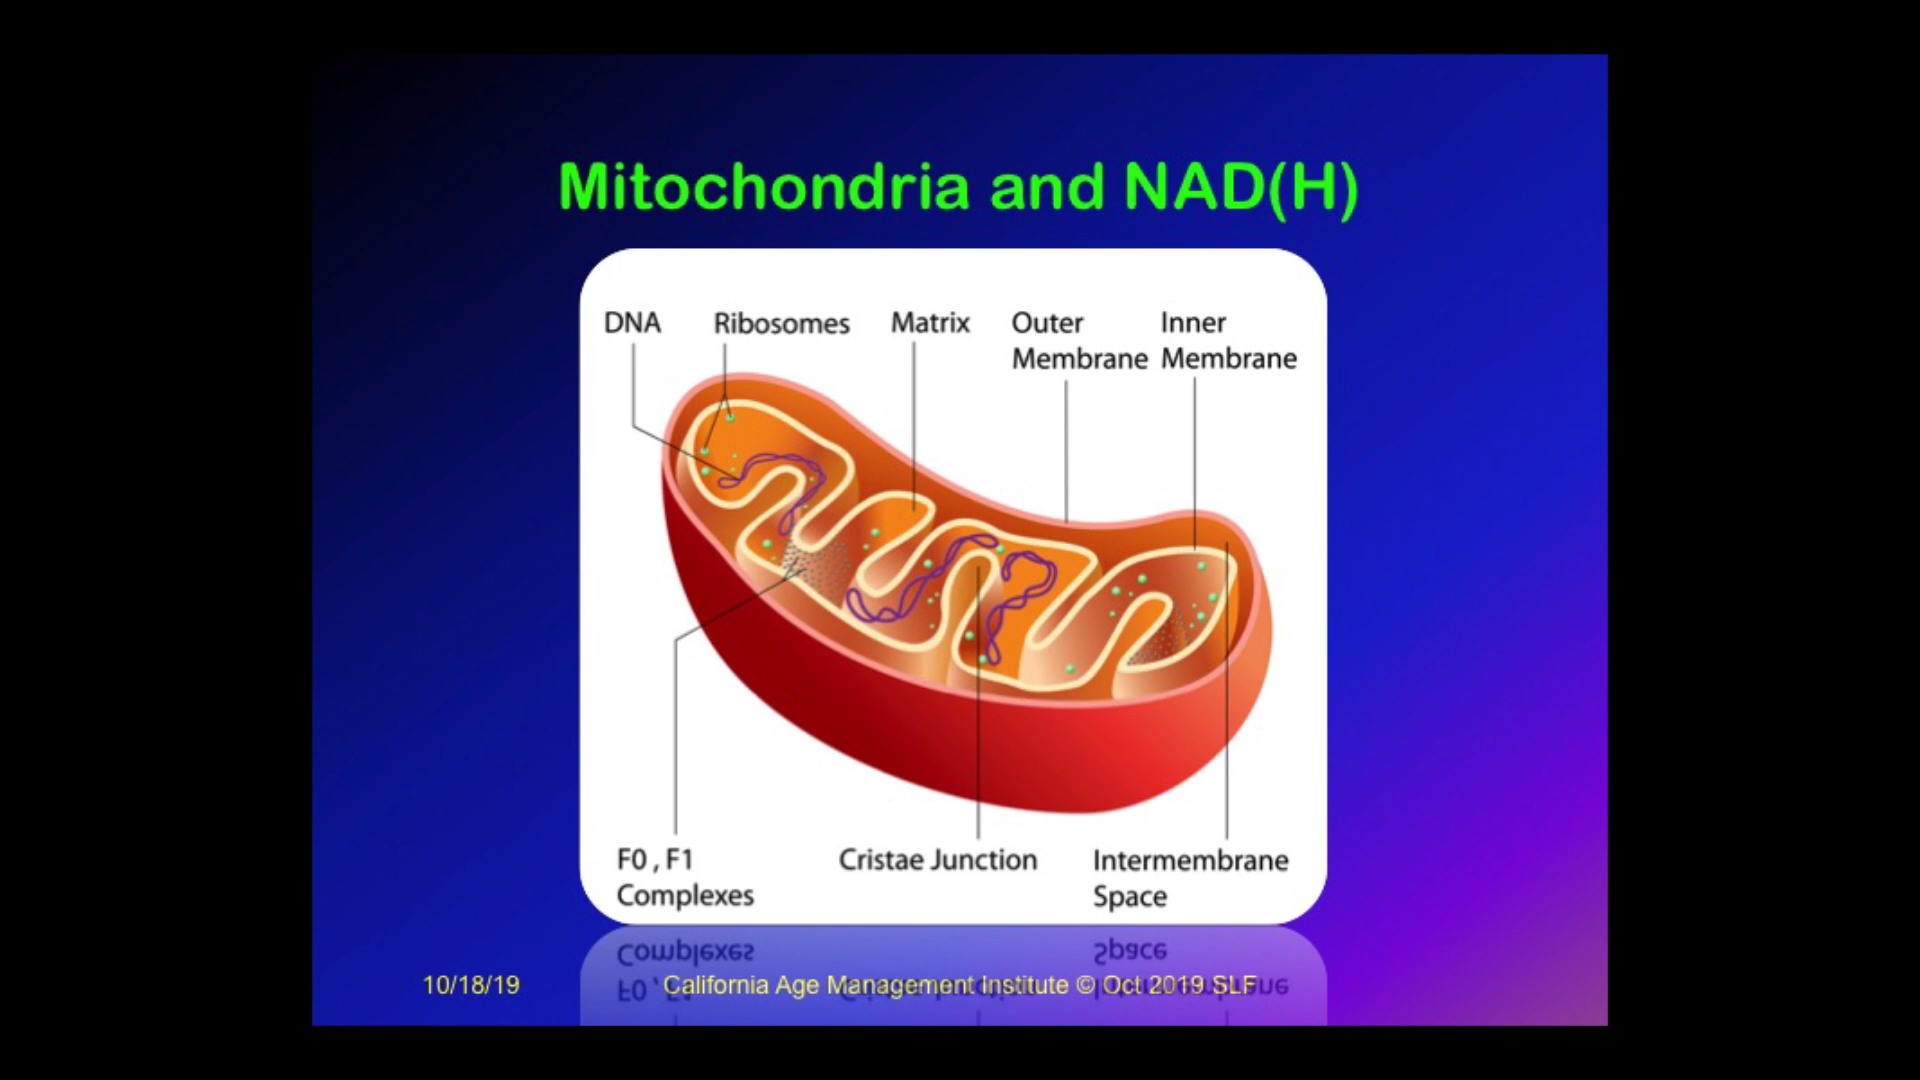 Mitochondria and NAD(H)
DNA
Ribosomes
Matrix
Outer
Membrane
Inner
Membrane
F0 , F1
Complexes
Cristae Junction
Intermembrane
Space
10/18/19
California Age Management Institute © Oct 2019 SLF